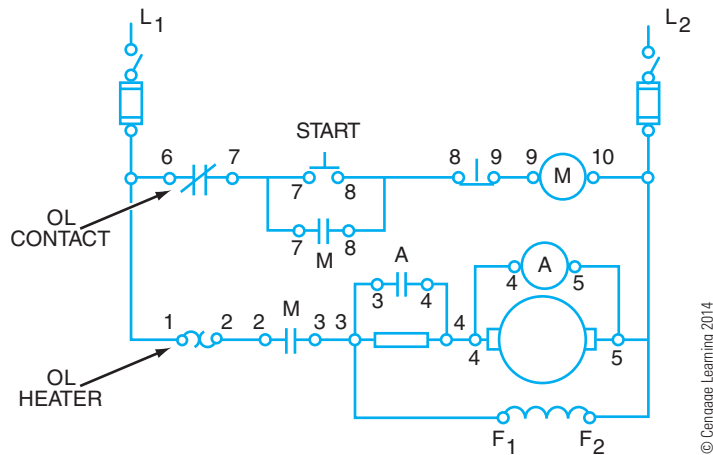 L1
L2
START
6 7 8 9 9 10
M
7 8
OL
CONTACT
7 8
M
A
3 4
4 A 5
M
1 2 2 3 3 4
4 5
OL
HEATER
F1 F2
© Cengage Learning 2014